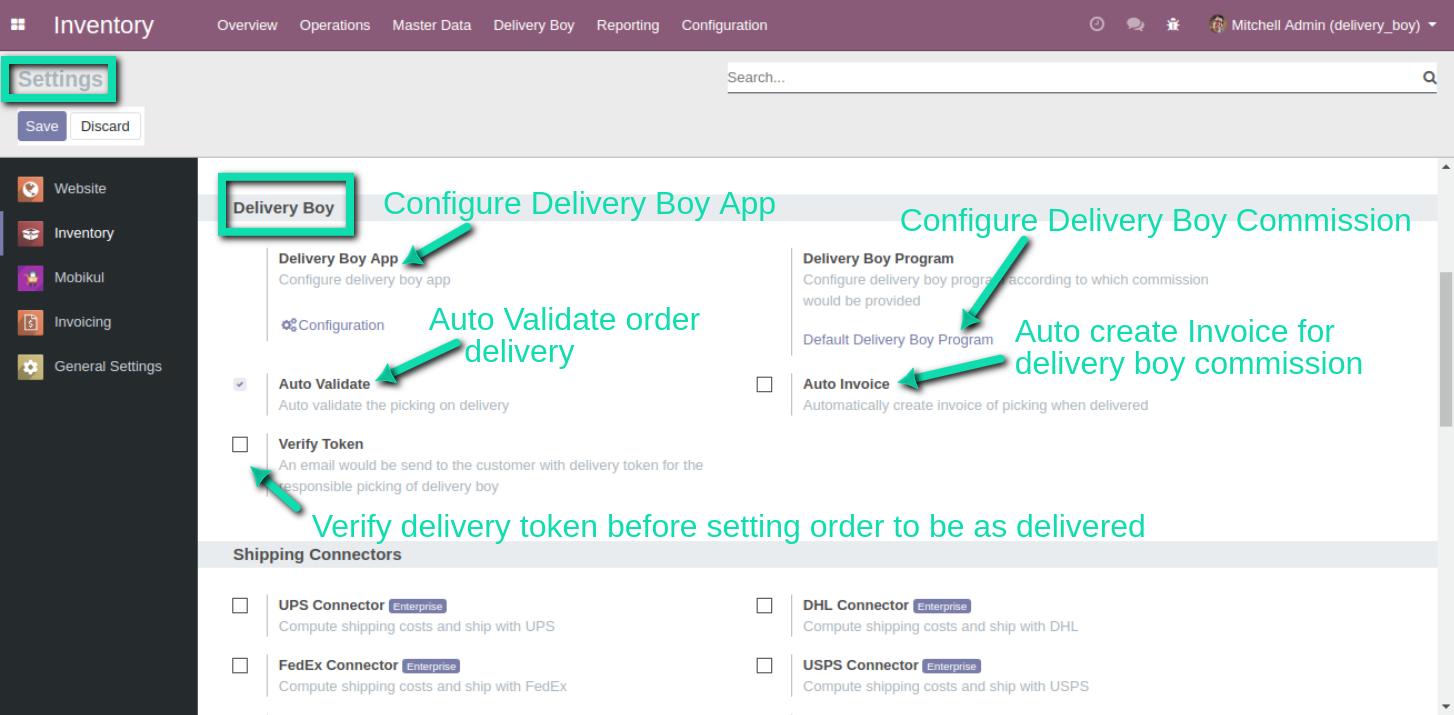 Inventory
Overview Operations Master Data Delivery Boy Reporting Configuration
Mitchell Admin (delivery_boy)
Settings
Search...
Save Discard
Website
Inventory
Mobikul
Invoicing
General Settings
Delivery Boy
Configure Delivery Boy App
Configure Delivery Boy Commission
Delivery Boy App
Configure delivery boy app
Configuration
Delivery Boy Program
Configure delivery boy program according to which commission
would be provided
Default Delivery Boy Program
Auto Validate order
delivery
Auto create Invoice for
delivery boy commission
Auto Validate
Auto validate the picking on delivery
Auto Invoice
Automatically create invoice of picking when delivered
Verify Token
An email would be send to the customer with delivery token for the
responsible picking of delivery boy
Verify delivery token before setting order to be as delivered
Shipping Connectors
UPS Connector Enterprise
Compute shipping costs and ship with UPS
DHL Connector Enterprise
Compute shipping costs and ship with DHL
FedEx Connector Enterprise
Compute shipping costs and ship with FedEx
USPS Connector Enterprise
Compute shipping costs and ship with USPS